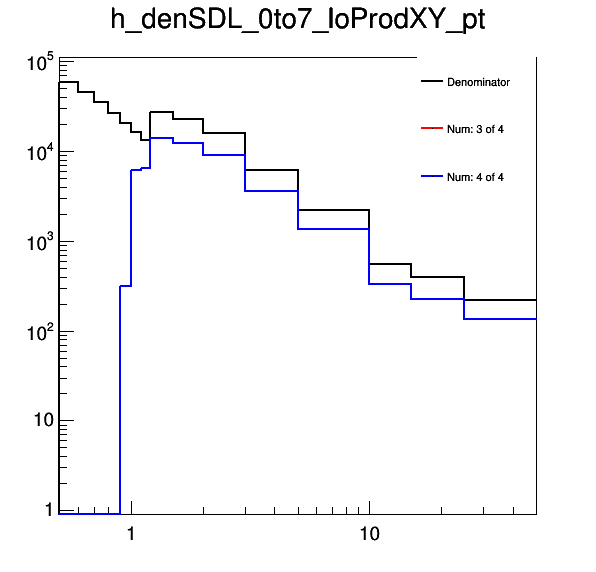 h_denSDL_0to7_loProdXY_pt
10^5
Denominator
Num: 3 of 4
10^4
Num: 4 of 4
10^3
10^2
10
1
1 10